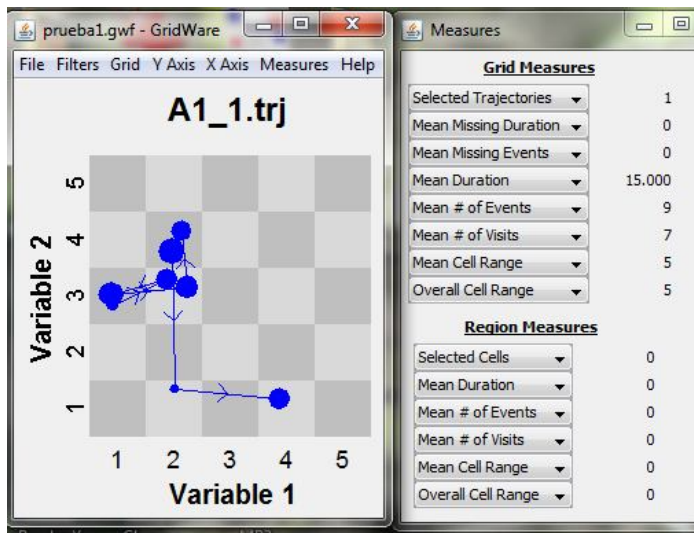 prueba1.gwf - GridWare
File Filters Grid Y Axis X Axis Measures Help
A1_1.trj
Variable 2
5
4
3
2
1
1 2 3 4 5
Variable 1
Measures
Grid Measures
Selected Trajectories 1
Mean Missing Duration 0
Mean Missing Events 0
Mean Duration 15.000
Mean # of Events 9
Mean # of Visits 7
Mean Cell Range 5
Overall Cell Range 5
Region Measures
Selected Cells 0
Mean Duration 0
Mean # of Events 0
Mean # of Visits 0
Mean Cell Range 0
Overall Cell Range 0